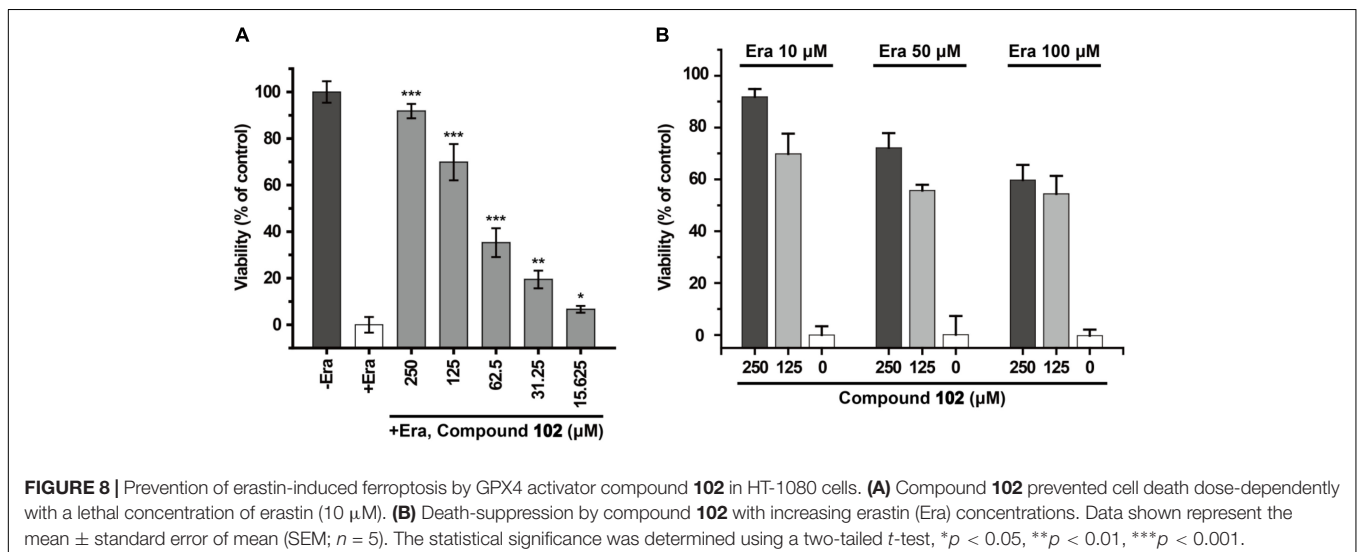 A
Viability (% of control)
100
80
60
40
20
0
***
***
***
**
*
-Era
+Era
250
125
62.5
31.25
15.625
+Era, Compound 102 (µM)
B
Era 10 µM Era 50 µM Era 100 µM
Viability (% of control)
100
80
60
40
20
0
250 125 0 250 125 0 250 125 0
Compound 102 (µM)
FIGURE 8 | Prevention of erastin-induced ferroptosis by GPX4 activator compound 102 in HT-1080 cells. (A) Compound 102 prevented cell death dose-dependently
with a lethal concentration of erastin (10 µM). (B) Death-suppression by compound 102 with increasing erastin (Era) concentrations. Data shown represent the
mean ± standard error of mean (SEM; n = 5). The statistical significance was determined using a two-tailed t-test, *p < 0.05, **p < 0.01, ***p < 0.001.